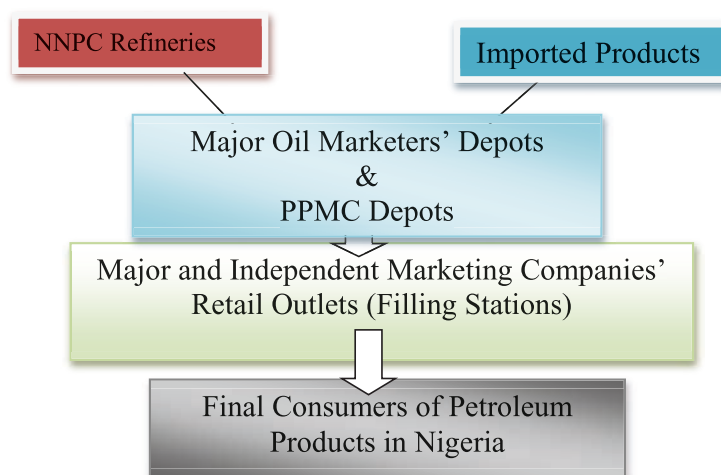 NNPC Refineries
Imported Products
Major Oil Marketers’ Depots
&
PPMC Depots
Major and Independent Marketing Companies’
Retail Outlets (Filling Stations)
Final Consumers of Petroleum
Products in Nigeria